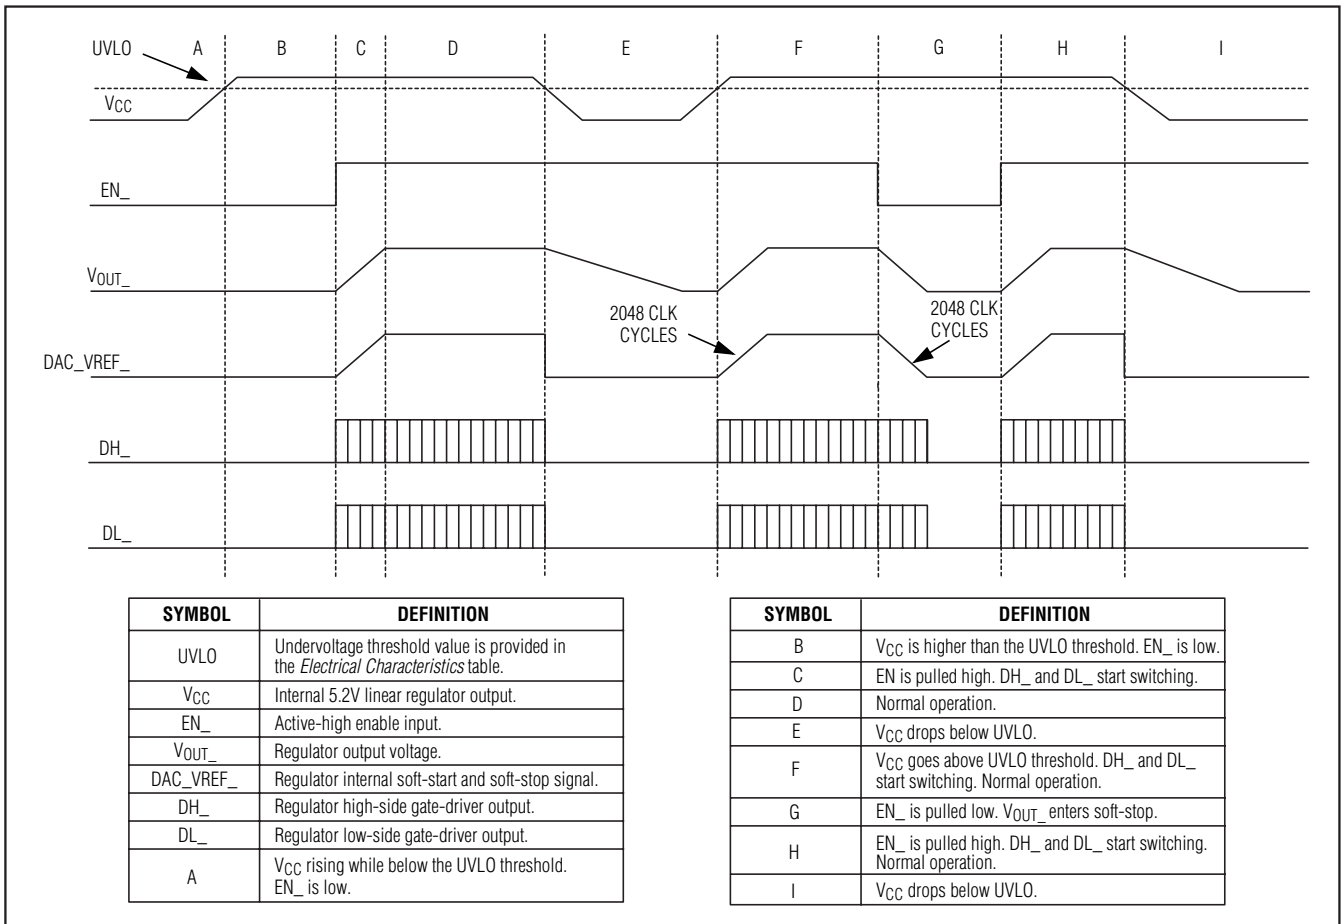 UVLO A B C D E F G H I
VCC
EN_
VOUT_
2048 CLK
CYCLES
2048 CLK
CYCLES
DAC_VREF_
DH_
DL_
SYMBOL DEFINITION
UVLO Undervoltage threshold value is provided in
the Electrical Characteristics table.
VCC Internal 5.2V linear regulator output.
EN_ Active-high enable input.
VOUT_ Regulator output voltage.
DAC_VREF_ Regulator internal soft-start and soft-stop signal.
DH_ Regulator high-side gate-driver output.
DL_ Regulator low-side gate-driver output.
A VCC rising while below the UVLO threshold.
EN_ is low.
SYMBOL DEFINITION
B VCC is higher than the UVLO threshold. EN_ is low.
C EN is pulled high. DH_ and DL_ start switching.
D Normal operation.
E VCC drops below UVLO.
F VCC goes above UVLO threshold. DH_ and DL_
start switching. Normal operation.
G EN_ is pulled low. VOUT_ enters soft-stop.
H EN_ is pulled high. DH_ and DL_ start switching.
Normal operation.
I VCC drops below UVLO.